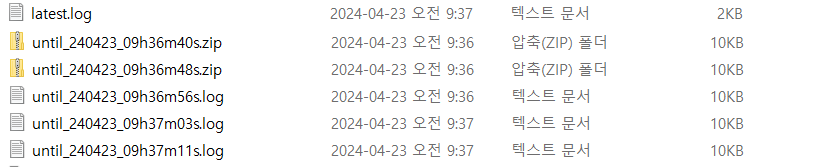 latest.log 2024-04-23 오전 9:37 텍스트 문서 2KB
until_240423_09h36m40s.zip 2024-04-23 오전 9:36 압축(ZIP) 폴더 10KB
until_240423_09h36m48s.zip 2024-04-23 오전 9:36 압축(ZIP) 폴더 10KB
until_240423_09h36m56s.log 2024-04-23 오전 9:36 텍스트 문서 10KB
until_240423_09h37m03s.log 2024-04-23 오전 9:37 텍스트 문서 10KB
until_240423_09h37m11s.log 2024-04-23 오전 9:37 텍스트 문서 10KB